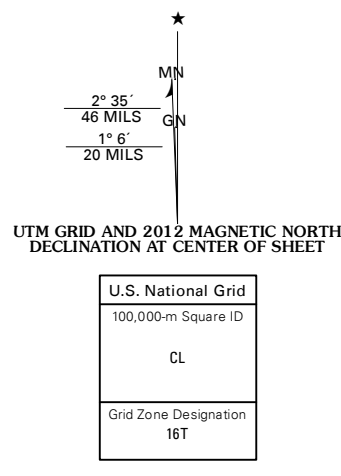 ★
MN
2° 35´
46 MILS
GN
1° 6´
20 MILS
UTM GRID AND 2012 MAGNETIC NORTH
DECLINATION AT CENTER OF SHEET
U.S. National Grid
100,000-m Square ID
CL
Grid Zone Designation
16T